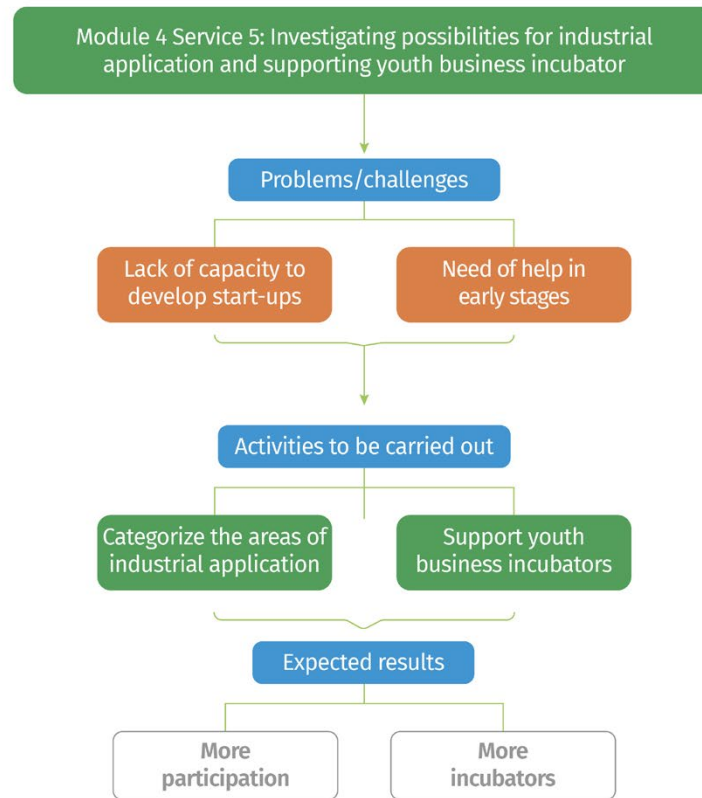 Module 4 Service 5: Investigating possibilities for industrial
application and supporting youth business incubator
Problems/challenges
Lack of capacity to
develop start-ups
Need of help in
early stages
Activities to be carried out
Categorize the areas of
industrial application
Support youth
business incubators
Expected results
More
participation
More
incubators